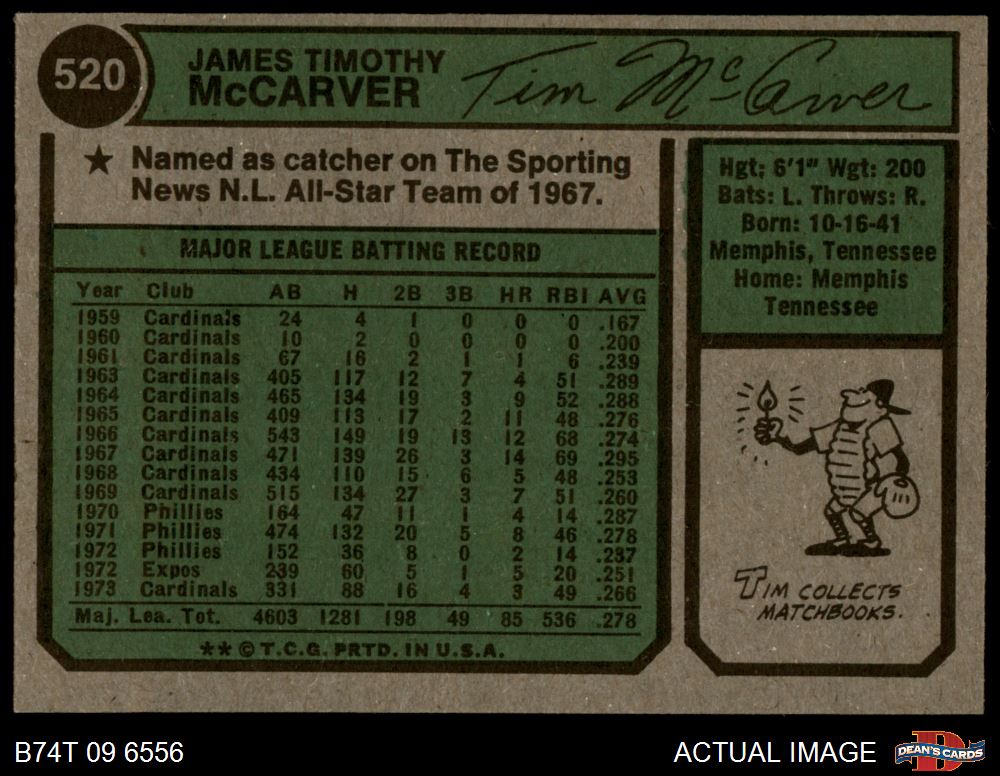 520
JAMES TIMOTHY
McCARVER
Tim McCarver
★ Named as catcher on The Sporting
News N.L. All-Star Team of 1967.
MAJOR LEAGUE BATTING RECORD
Year Club AB H 2B 3B HR RBI AVG
1959 Cardinals 24 4 1 0 0 0 .167
1960 Cardinals 10 2 0 0 0 0 .200
1961 Cardinals 67 16 2 1 1 6 .239
1963 Cardinals 405 117 12 7 4 51 .289
1964 Cardinals 465 134 19 3 9 52 .288
1965 Cardinals 409 113 17 2 11 48 .276
1966 Cardinals 543 149 19 13 12 68 .274
1967 Cardinals 471 139 26 3 14 69 .295
1968 Cardinals 434 110 15 6 5 48 .253
1969 Cardinals 515 134 27 3 7 51 .260
1970 Phillies 164 47 11 1 4 14 .287
1971 Phillies 474 132 20 5 8 46 .278
1972 Phillies 152 36 8 0 2 14 .237
1972 Expos 239 60 5 1 5 20 .251
1973 Cardinals 331 88 16 4 3 49 .266
Maj. Lea. Tot. 4603 1281 198 49 85 536 .278
** © T.C.G. PRTD. IN U.S.A.
Hgt: 6'1" Wgt: 200
Bats: L. Throws: R.
Born: 10-16-41
Memphis, Tennessee
Home: Memphis
Tennessee
TIM COLLECTS
MATCHBOOKS.
B74T 09 6556
ACTUAL IMAGE
DEAN'S CARDS